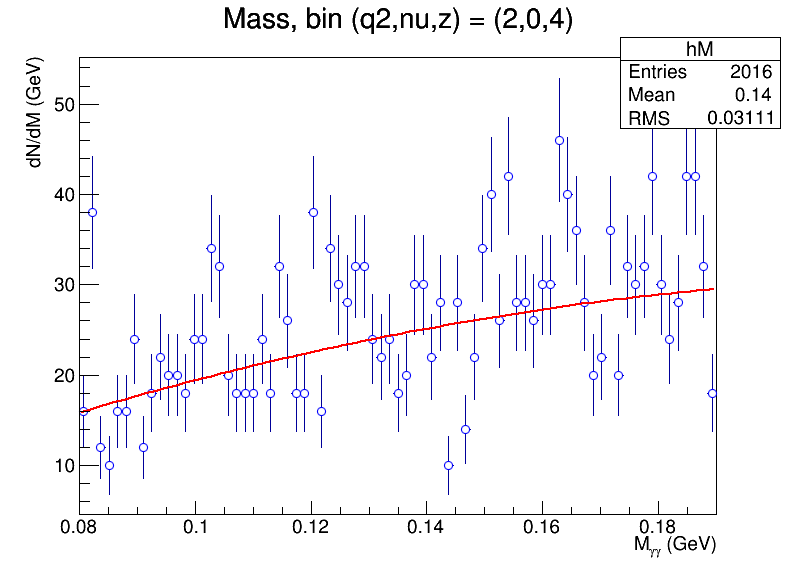 Mass, bin (q2,nu,z) = (2,0,4)
hM
Entries 2016
Mean 0.14
RMS 0.03111
dN/dM (GeV)
50
40
30
20
10
0.08 0.1 0.12 0.14 0.16 0.18
Mγγ (GeV)